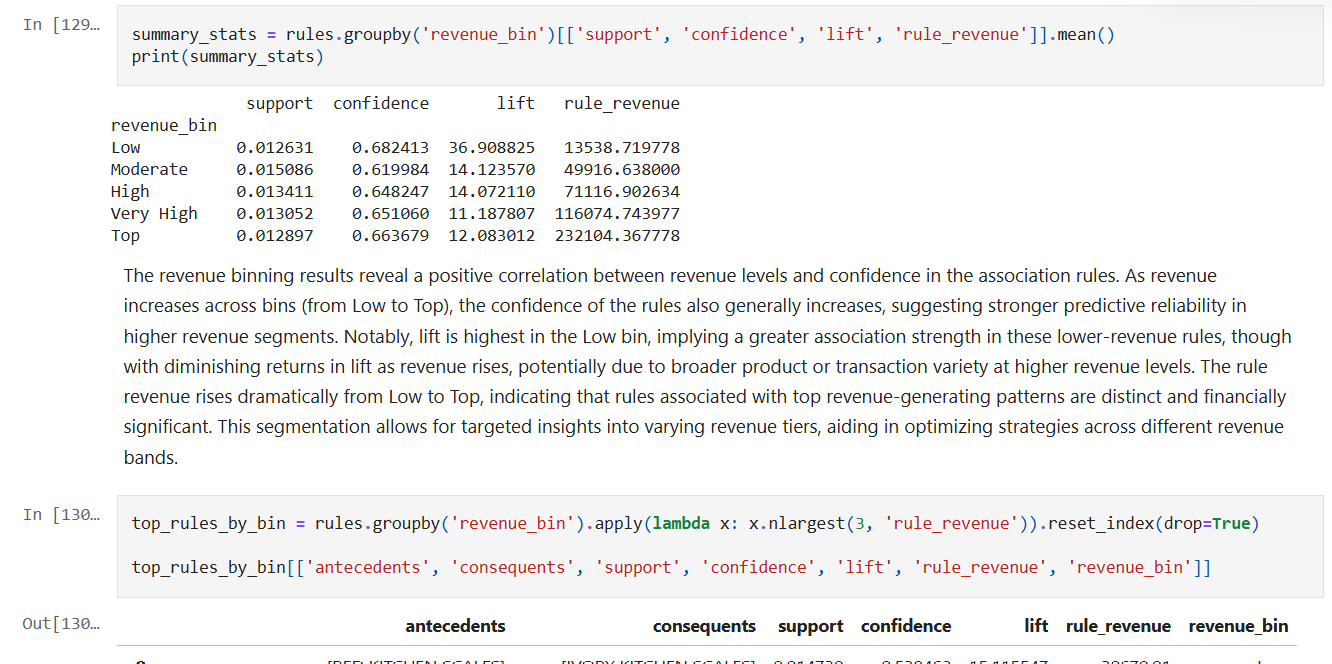 In [129…
summary_stats = rules.groupby('revenue_bin')[['support', 'confidence', 'lift', 'rule_revenue']].mean()
print(summary_stats)
support confidence lift rule_revenue
revenue_bin
Low 0.012631 0.682413 36.908825 13538.719778
Moderate 0.015086 0.619984 14.123570 49916.638000
High 0.013411 0.648247 14.072110 71116.902634
Very High 0.013052 0.651060 11.187807 116074.743977
Top 0.012897 0.663679 12.083012 232104.367778
The revenue binning results reveal a positive correlation between revenue levels and confidence in the association rules. As revenue
increases across bins (from Low to Top), the confidence of the rules also generally increases, suggesting stronger predictive reliability in
higher revenue segments. Notably, lift is highest in the Low bin, implying a greater association strength in these lower-revenue rules, though
with diminishing returns in lift as revenue rises, potentially due to broader product or transaction variety at higher revenue levels. The rule
revenue rises dramatically from Low to Top, indicating that rules associated with top revenue-generating patterns are distinct and financially
significant. This segmentation allows for targeted insights into varying revenue tiers, aiding in optimizing strategies across different revenue
bands.
In [130…
top_rules_by_bin = rules.groupby('revenue_bin').apply(lambda x: x.nlargest(3, 'rule_revenue')).reset_index(drop=True)
top_rules_by_bin[['antecedents', 'consequents', 'support', 'confidence', 'lift', 'rule_revenue', 'revenue_bin']]
Out[130…
antecedents consequents support confidence lift rule_revenue revenue_bin